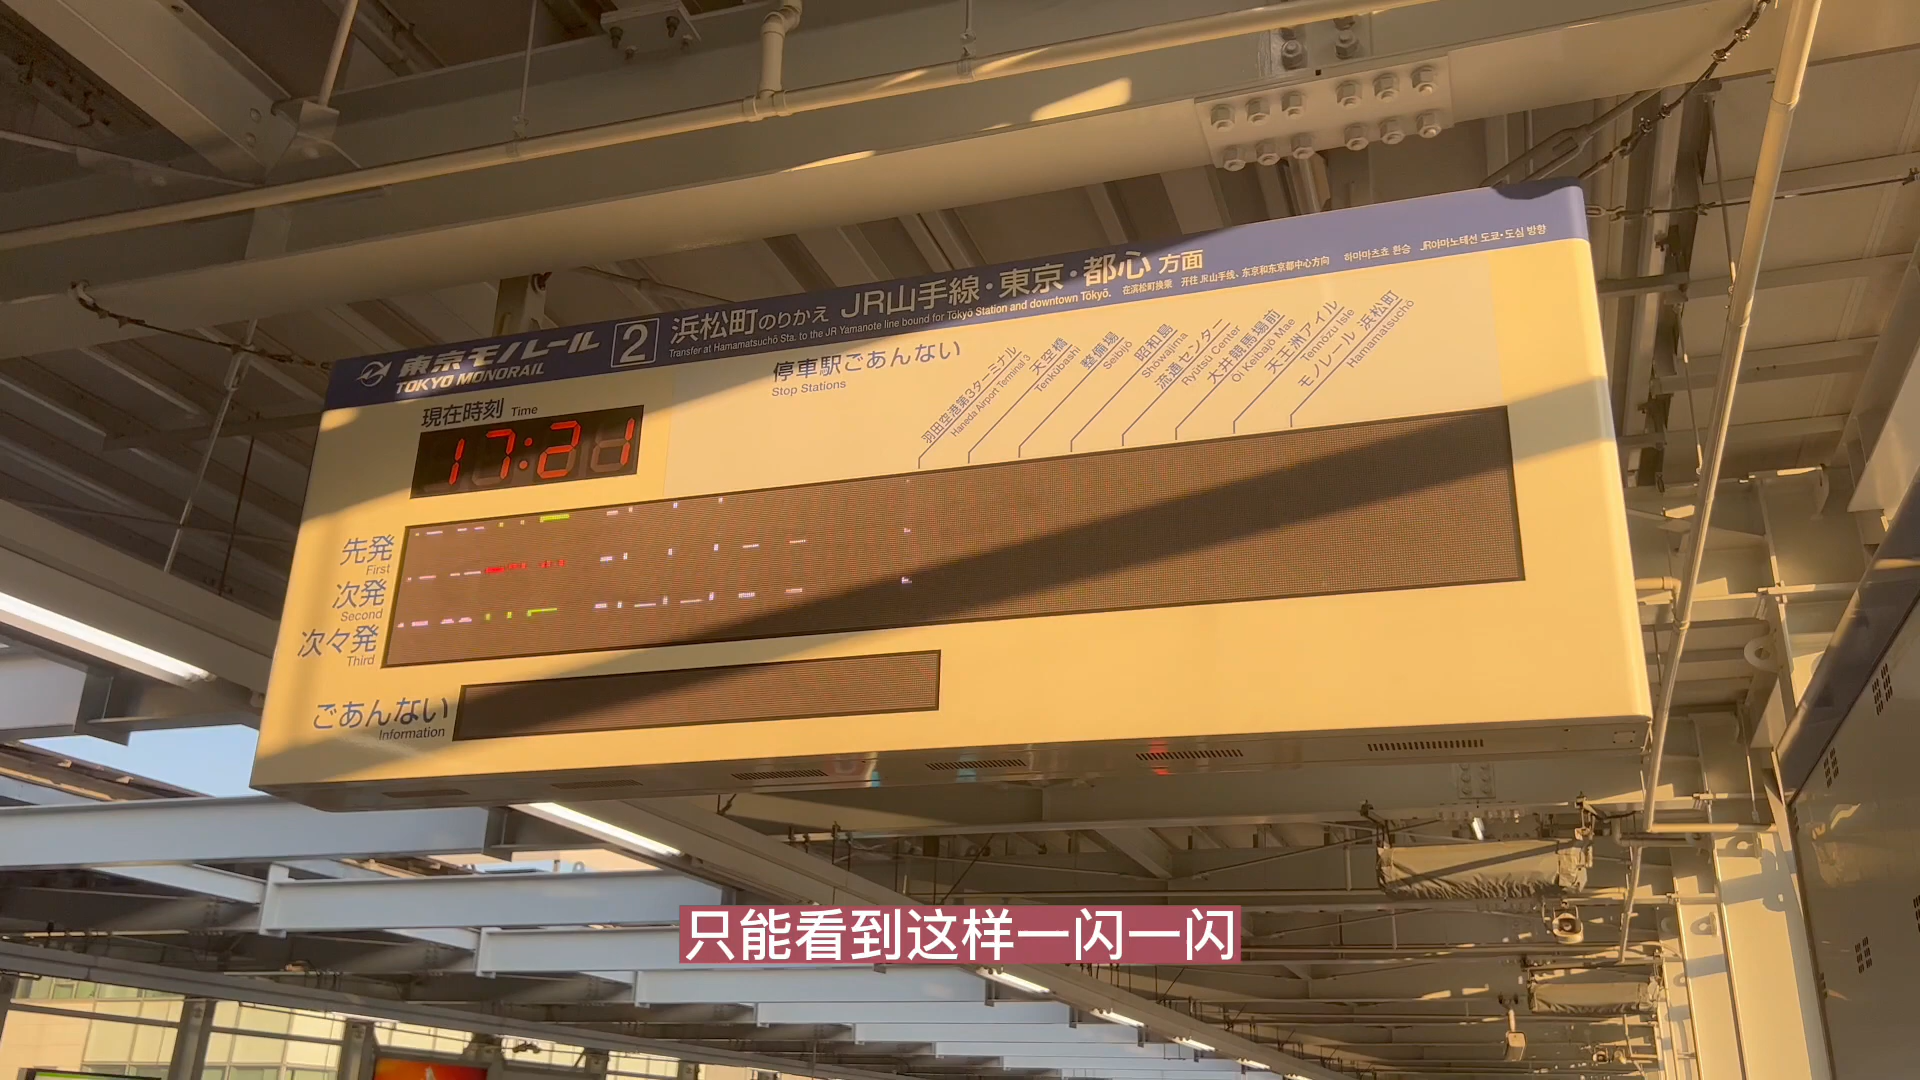 東京モノレール
TOKYO MONORAIL
2
浜松町のりかえ JR山手線・東京・都心 方面
Transfer at Hamamatsuchō Sta. to the JR Yamanote line bound for Tōkyō Station and downtown Tōkyō.
在滨松町换乘 开往JR山手线、东京和东京都中心方向
하마마츠쵸 환승 JR야마노테선 도쿄・도심 방향
現在時刻 Time
17:21
停車駅ごあんない
Stop Stations
羽田空港第3ターミナル
Haneda Airport Terminal 3
天空橋
Tenkūbashi
整備場
Seibijō
昭和島
Shōwajima
流通センター
Ryūtsū Center
大井競馬場前
Ōi Keibajō Mae
天王洲アイル
Tennōzu Isle
モノレール 浜松町
Hamamatsuchō
先発
First
次発
Second
次々発
Third
ごあんない
Information
只能看到这样一闪一闪